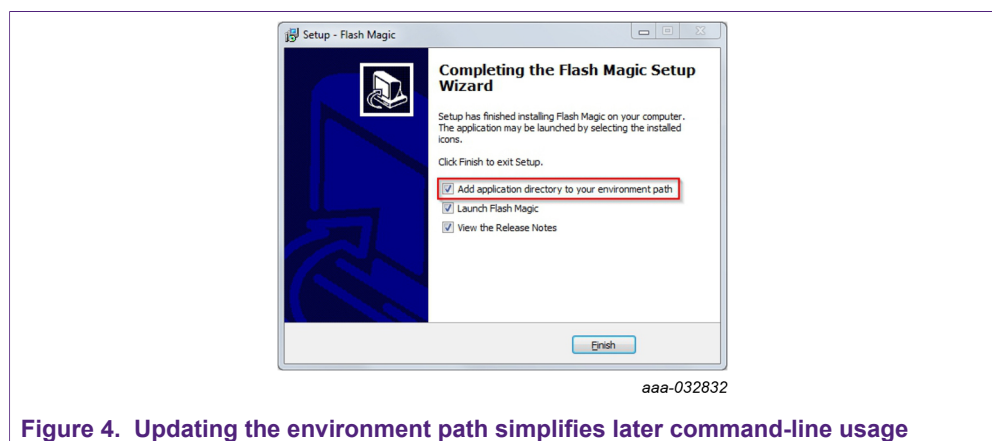 Setup - Flash Magic
Completing the Flash Magic Setup
Wizard
Setup has finished installing Flash Magic on your computer.
The application may be launched by selecting the installed
icons.
Click Finish to exit Setup.
Add application directory to your environment path
Launch Flash Magic
View the Release Notes
Finish
aaa-032832
Figure 4. Updating the environment path simplifies later command-line usage